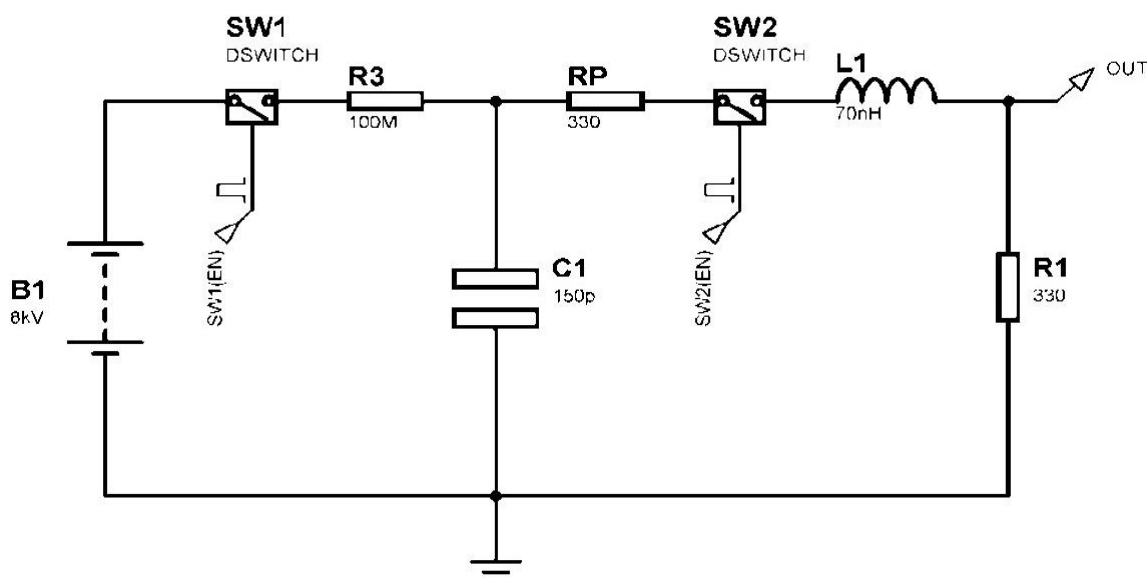 SW1
DSWITCH
SW2
DSWITCH
R3
100M
RP
330
L1
70nH
OUT
SW1(EN)
SW2(EN)
B1
8kV
C1
150p
R1
330